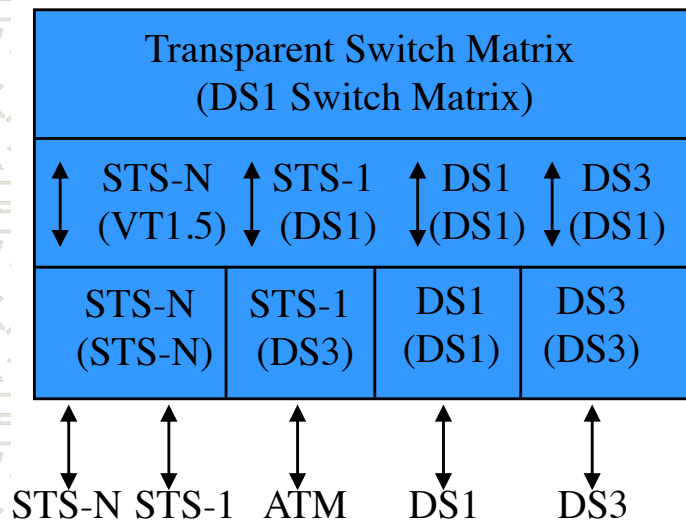 Transparent Switch Matrix
(DS1 Switch Matrix)
STS-N STS-1 DS1 DS3
(VT1.5) (DS1) (DS1) (DS1)
STS-N STS-1 DS1 DS3
(STS-N) (DS3) (DS1) (DS3)
STS-N STS-1 ATM DS1 DS3